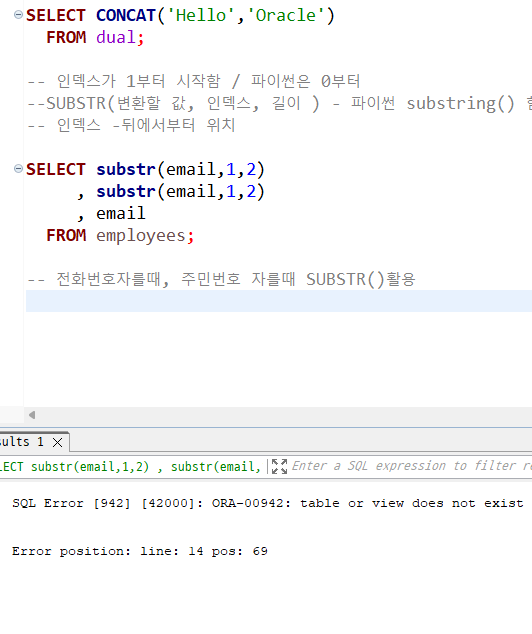 SELECT CONCAT('Hello','Oracle')
FROM dual;
-- 인덱스가 1부터 시작함 / 파이썬은 0부터
--SUBSTR(변환할 값, 인덱스, 길이 ) - 파이썬 substring()
-- 인덱스 -뒤에서부터 위치
SELECT substr(email,1,2)
, substr(email,1,2)
, email
FROM employees;
-- 전화번호자를때, 주민번호 자를때 SUBSTR()활용
sults 1
LECT substr(email,1,2) , substr(email, Enter a SQL expression to filter re
SQL Error [942] [42000]: ORA-00942: table or view does not exist
Error position: line: 14 pos: 69